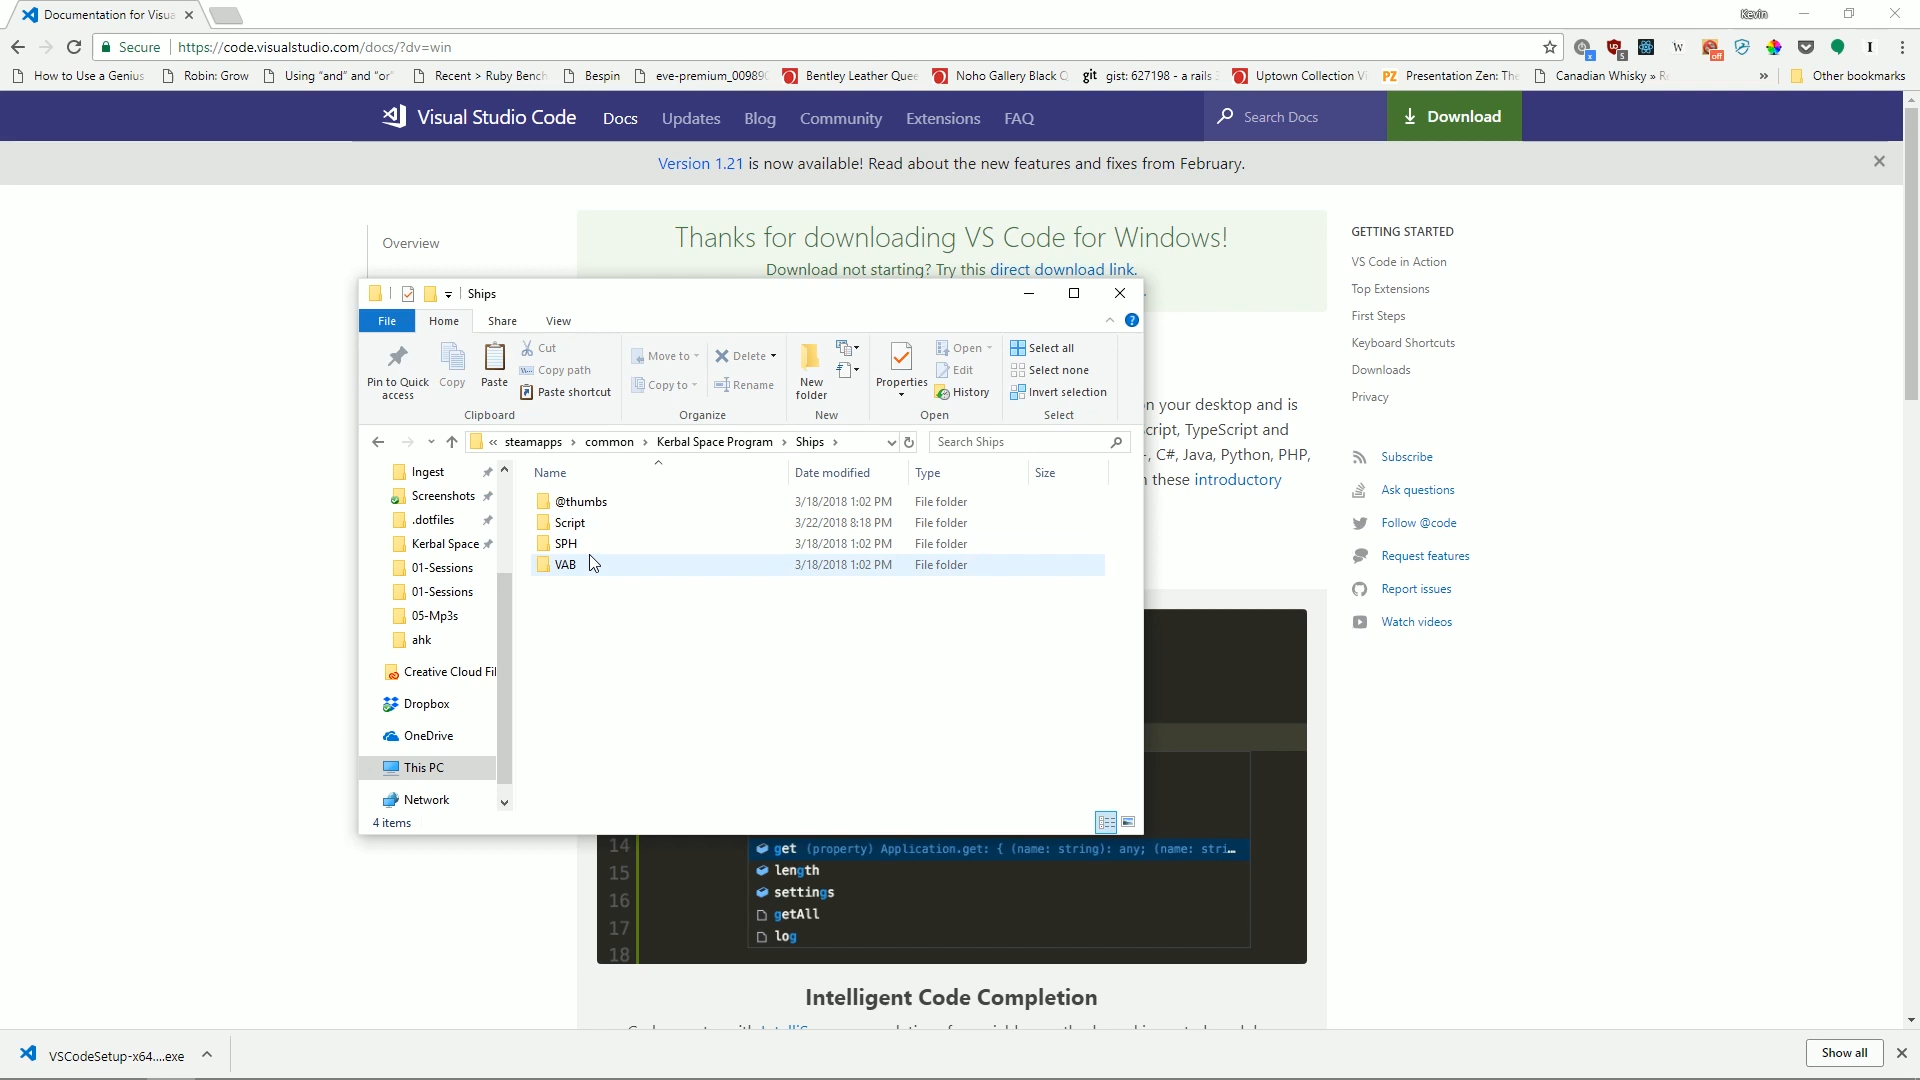 Documentation for Visua
Kevin
Secure https://code.visualstudio.com/docs/?dv=win
How to Use a Genius Robin: Grow Using "and" and "or" Recent > Ruby Bench Bespin eve-premium_00989 Bentley Leather Quee Noho Gallery Black git gist: 627198 - a rails Uptown Collection PZ Presentation Zen: The Canadian Whisky » Other bookmarks
Visual Studio Code Docs Updates Blog Community Extensions FAQ Search Docs Download
Version 1.21 is now available! Read about the new features and fixes from February.
Overview
Thanks for downloading VS Code for Windows!
Download not starting? Try this direct download link.
GETTING STARTED
VS Code in Action
Top Extensions
First Steps
Keyboard Shortcuts
Downloads
Privacy
Subscribe
Ask questions
Follow @code
Request features
Report issues
Watch videos
n your desktop and is
cript, TypeScript and
, C#, Java, Python, PHP,
these introductory
Ships
File Home Share View
Pin to Quick access
Copy
Paste
Cut
Copy path
Paste shortcut
Clipboard
Move to
Copy to
Delete
Rename
Organize
New folder
New
Properties
Open
Edit
History
Open
Select all
Select none
Invert selection
Select
« steamapps > common > Kerbal Space Program > Ships > Search Ships
Name Date modified Type Size
@thumbs 3/18/2018 1:02 PM File folder
Script 3/22/2018 8:18 PM File folder
SPH 3/18/2018 1:02 PM File folder
VAB 3/18/2018 1:02 PM File folder
Ingest
Screenshots
.dotfiles
Kerbal Space
01-Sessions
01-Sessions
05-Mp3s
ahk
Creative Cloud Fil
Dropbox
OneDrive
This PC
Network
4 items
14 get (property) Application.get: { (name: string): any; (name: stri…
15 length
16 settings
17 getAll
18 log
Intelligent Code Completion
VSCodeSetup-x64....exe
Show all